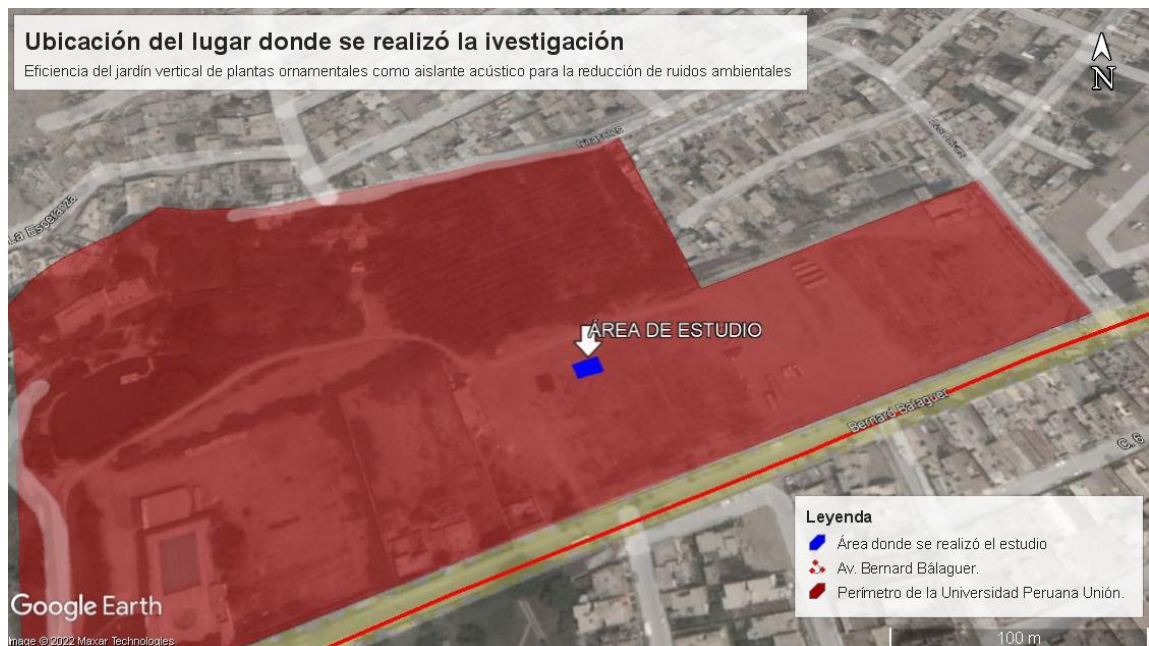 Ubicación del lugar donde se realizó la ivestigación
Eficiencia del jardín vertical de plantas ornamentales como aislante acústico para la reducción de ruidos ambientales
N
Girasoles
La Esperanza
ÁREA DE ESTUDIO
Bernard Balaguer
C. 6
Leyenda
Área donde se realizó el estudio
Av. Bernard Bálaguer.
Perímetro de la Universidad Peruana Unión.
Google Earth
Image © 2022 Maxar Technologies
100 m